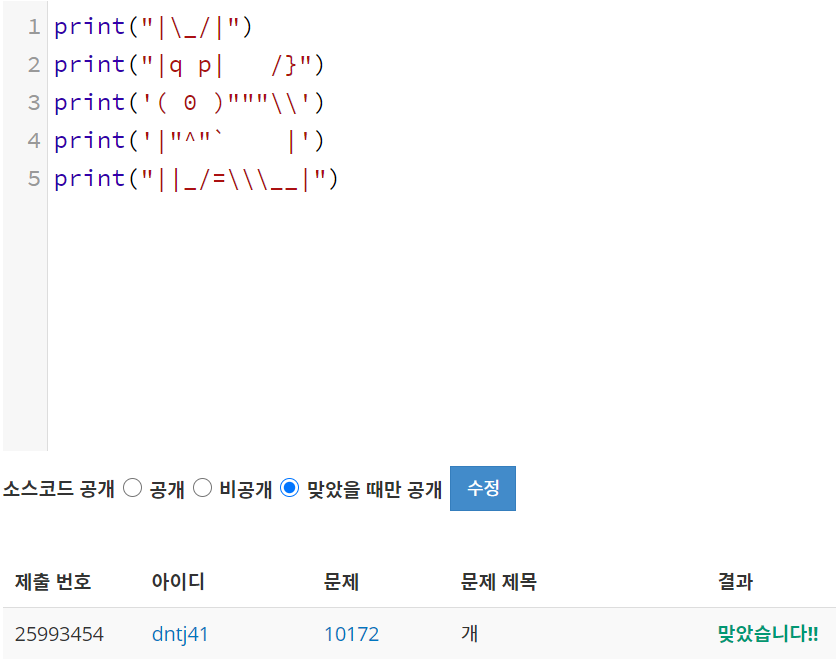 1 print("|\_/|")
2 print("|q p|   /}")
3 print('( 0 )"""\\')
4 print('|"^"`    |')
5 print("||_/=\\\__|")
소스코드 공개 공개 비공개 맞았을 때만 공개 수정
제출 번호 아이디 문제 문제 제목 결과
25993454 dntj41 10172 개 맞았습니다!!